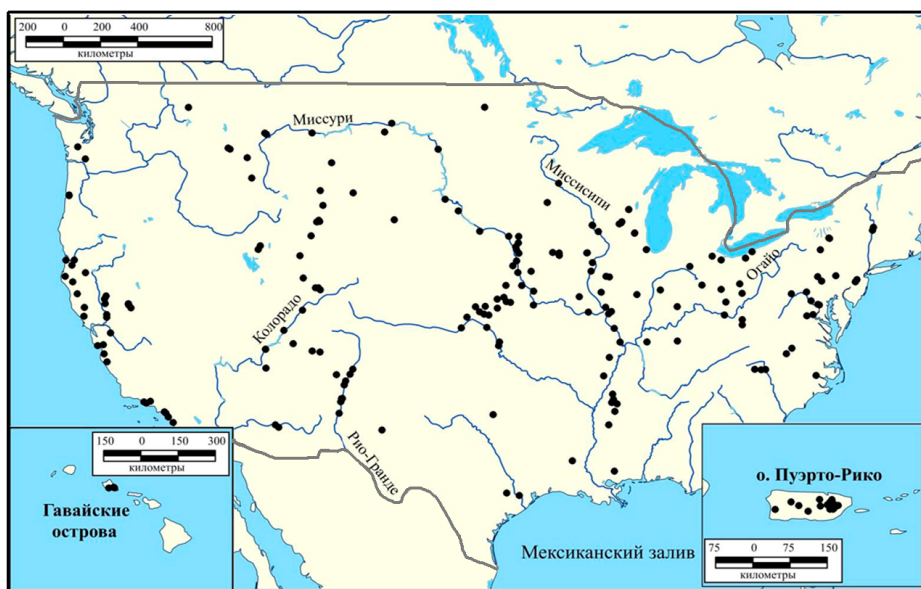 200 0 200 400 800
километры
Миссури
Миссисипи
Огайо
Колорадо
Рио-Гранде
150 0 150 300
километры
Гавайские
острова
о. Пуэрто-Рико
75 0 75 150
километры
Мексиканский залив